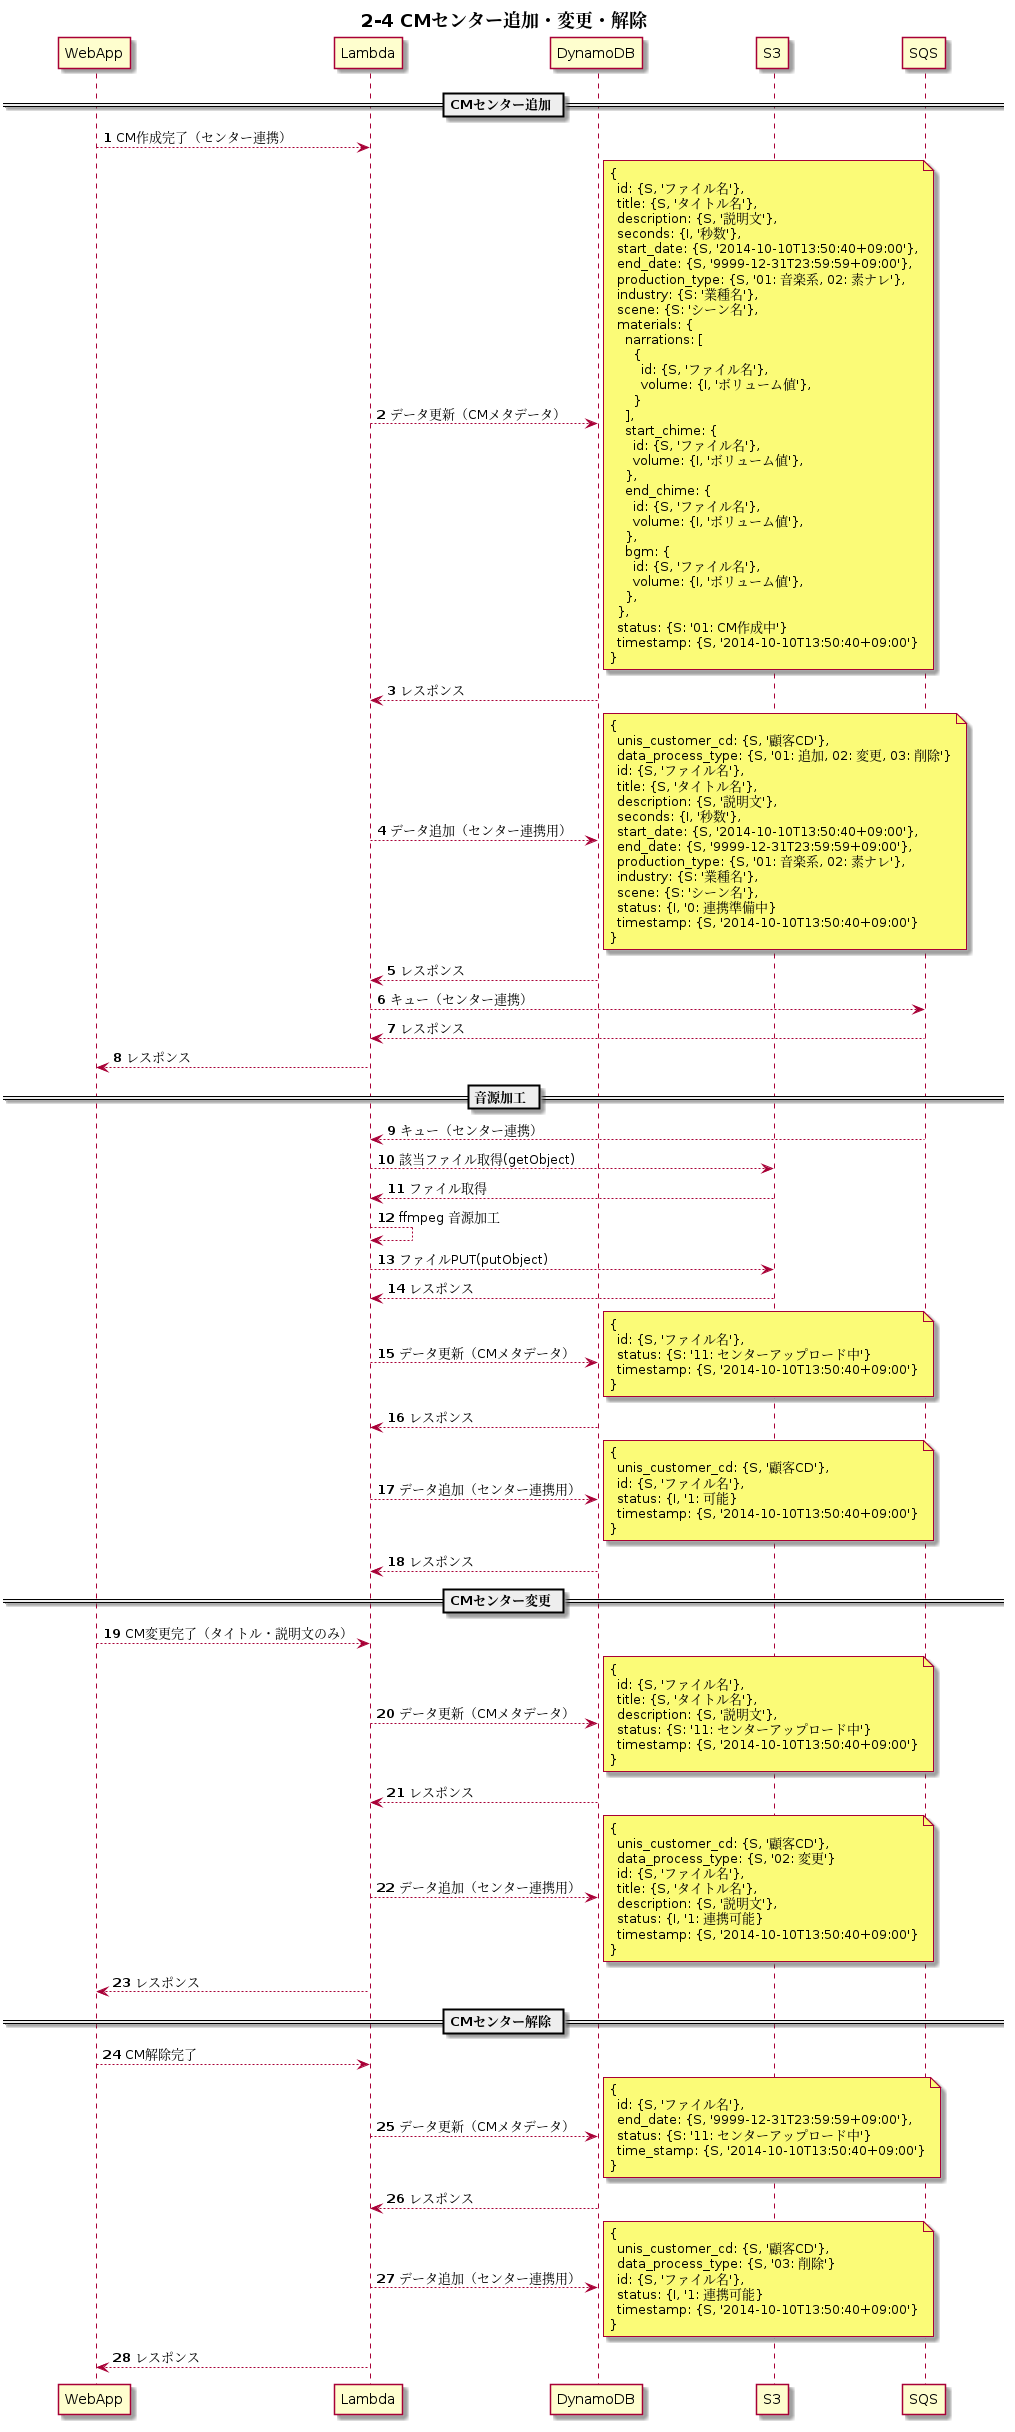 2-4 CMセンター追加・変更・解除
WebApp
Lambda
DynamoDB
S3
SQS
CMセンター追加
1 CM作成完了（センター連携）
{
id: {S, 'ファイル名'},
title: {S, 'タイトル名'},
description: {S, '説明文'},
seconds: {I, '秒数'},
start_date: {S, '2014-10-10T13:50:40+09:00'},
end_date: {S, '9999-12-31T23:59:59+09:00'},
production_type: {S, '01: 音楽系, 02: 素ナレ'},
industry: {S: '業種名'},
scene: {S: 'シーン名'},
materials: {
narrations: [
{
id: {S, 'ファイル名'},
volume: {I, 'ボリューム値'},
}
],
start_chime: {
id: {S, 'ファイル名'},
volume: {I, 'ボリューム値'},
},
end_chime: {
id: {S, 'ファイル名'},
volume: {I, 'ボリューム値'},
},
bgm: {
id: {S, 'ファイル名'},
volume: {I, 'ボリューム値'},
},
},
status: {S: '01: CM作成中'}
timestamp: {S, '2014-10-10T13:50:40+09:00'}
}
2 データ更新（CMメタデータ）
3 レスポンス
{
unis_customer_cd: {S, '顧客CD'},
data_process_type: {S, '01: 追加, 02: 変更, 03: 削除'}
id: {S, 'ファイル名'},
title: {S, 'タイトル名'},
description: {S, '説明文'},
seconds: {I, '秒数'},
start_date: {S, '2014-10-10T13:50:40+09:00'},
end_date: {S, '9999-12-31T23:59:59+09:00'},
production_type: {S, '01: 音楽系, 02: 素ナレ'},
industry: {S: '業種名'},
scene: {S: 'シーン名'},
status: {I, '0: 連携準備中}
timestamp: {S, '2014-10-10T13:50:40+09:00'}
}
4 データ追加（センター連携用）
5 レスポンス
6 キュー（センター連携）
7 レスポンス
8 レスポンス
音源加工
9 キュー（センター連携）
10 該当ファイル取得(getObject)
11 ファイル取得
12 ffmpeg 音源加工
13 ファイルPUT(putObject)
14 レスポンス
{
id: {S, 'ファイル名'},
status: {S: '11: センターアップロード中'}
timestamp: {S, '2014-10-10T13:50:40+09:00'}
}
15 データ更新（CMメタデータ）
16 レスポンス
{
unis_customer_cd: {S, '顧客CD'},
id: {S, 'ファイル名'},
status: {I, '1: 可能}
timestamp: {S, '2014-10-10T13:50:40+09:00'}
}
17 データ追加（センター連携用）
18 レスポンス
CMセンター変更
19 CM変更完了（タイトル・説明文のみ）
{
id: {S, 'ファイル名'},
title: {S, 'タイトル名'},
description: {S, '説明文'},
status: {S: '11: センターアップロード中'}
timestamp: {S, '2014-10-10T13:50:40+09:00'}
}
20 データ更新（CMメタデータ）
21 レスポンス
{
unis_customer_cd: {S, '顧客CD'},
data_process_type: {S, '02: 変更'}
id: {S, 'ファイル名'},
title: {S, 'タイトル名'},
description: {S, '説明文'},
status: {I, '1: 連携可能}
timestamp: {S, '2014-10-10T13:50:40+09:00'}
}
22 データ追加（センター連携用）
23 レスポンス
CMセンター解除
24 CM解除完了
{
id: {S, 'ファイル名'},
end_date: {S, '9999-12-31T23:59:59+09:00'},
status: {S: '11: センターアップロード中'}
time_stamp: {S, '2014-10-10T13:50:40+09:00'}
}
25 データ更新（CMメタデータ）
26 レスポンス
{
unis_customer_cd: {S, '顧客CD'},
data_process_type: {S, '03: 削除'}
id: {S, 'ファイル名'},
status: {I, '1: 連携可能}
timestamp: {S, '2014-10-10T13:50:40+09:00'}
}
27 データ追加（センター連携用）
28 レスポンス
WebApp
Lambda
DynamoDB
S3
SQS